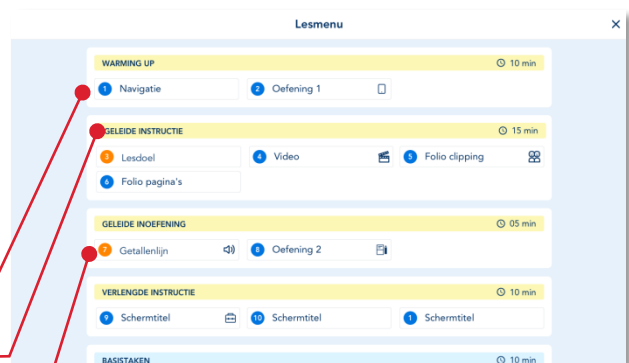 Lesmenu
WARMING UP 10 min
1 Navigatie 2 Oefening 1
GELEIDE INSTRUCTIE 15 min
3 Lesdoel 4 Video 5 Folio clipping
6 Folio pagina's
GELEIDE INOEFENING 05 min
7 Getallenlijn 8 Oefening 2
VERLENGDE INSTRUCTIE 10 min
9 Schermtitel 10 Schermtitel 1 Schermtitel
BASISTAKEN 10 min